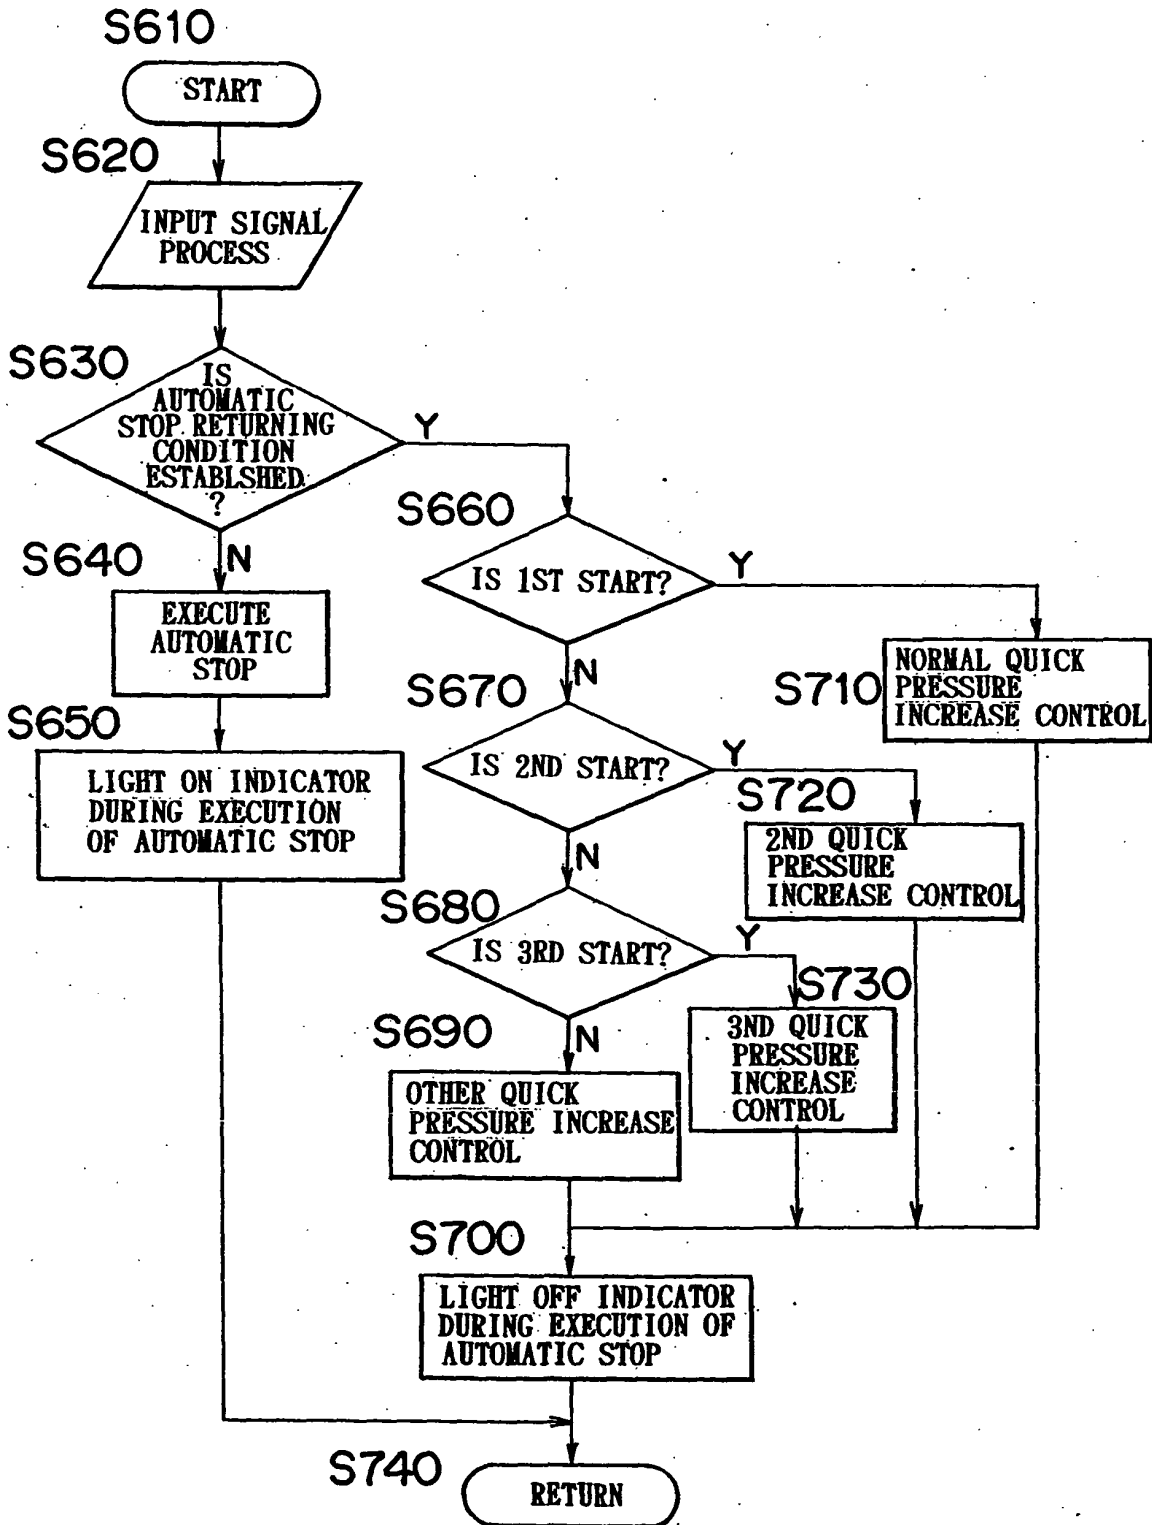 S610
START
S620
INPUT SIGNAL
PROCESS
S630
IS
AUTOMATIC
STOP RETURNING
CONDITION
ESTABLSHED
?
Y
N
S640
EXECUTE
AUTOMATIC
STOP
S650
LIGHT ON INDICATOR
DURING EXECUTION
OF AUTOMATIC STOP
S660
IS 1ST START?
Y
N
S710
NORMAL QUICK
PRESSURE
INCREASE CONTROL
S670
IS 2ND START?
Y
N
S720
2ND QUICK
PRESSURE
INCREASE CONTROL
S680
IS 3RD START?
Y
N
S730
3ND QUICK
PRESSURE
INCREASE
CONTROL
S690
OTHER QUICK
PRESSURE INCREASE
CONTROL
S700
LIGHT OFF INDICATOR
DURING EXECUTION OF
AUTOMATIC STOP
S740
RETURN